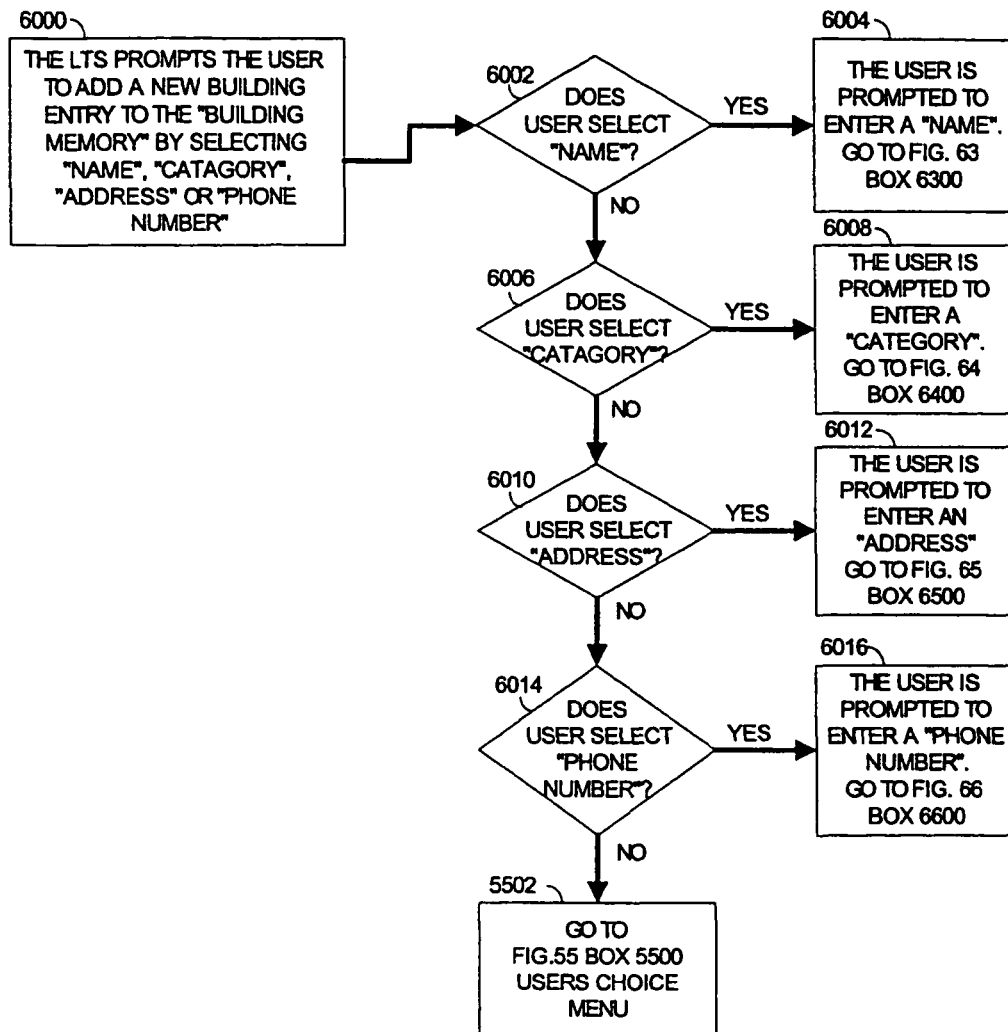 6000
THE LTS PROMPTS THE USER
TO ADD A NEW BUILDING
ENTRY TO THE "BUILDING
MEMORY" BY SELECTING
"NAME", "CATAGORY",
"ADDRESS" OR "PHONE
NUMBER"
6002
DOES
USER SELECT
"NAME"?
YES
NO
6004
THE USER IS
PROMPTED TO
ENTER A "NAME".
GO TO FIG. 63
BOX 6300
6006
DOES
USER SELECT
"CATAGORY"?
YES
NO
6008
THE USER IS
PROMPTED TO
ENTER A
"CATEGORY".
GO TO FIG. 64
BOX 6400
6010
DOES
USER SELECT
"ADDRESS"?
YES
NO
6012
THE USER IS
PROMPTED TO
ENTER AN
"ADDRESS"
GO TO FIG. 65
BOX 6500
6014
DOES
USER SELECT
"PHONE
NUMBER"?
YES
NO
6016
THE USER IS
PROMPTED TO
ENTER A "PHONE
NUMBER".
GO TO FIG. 66
BOX 6600
5502
GO TO
FIG.55 BOX 5500
USERS CHOICE
MENU